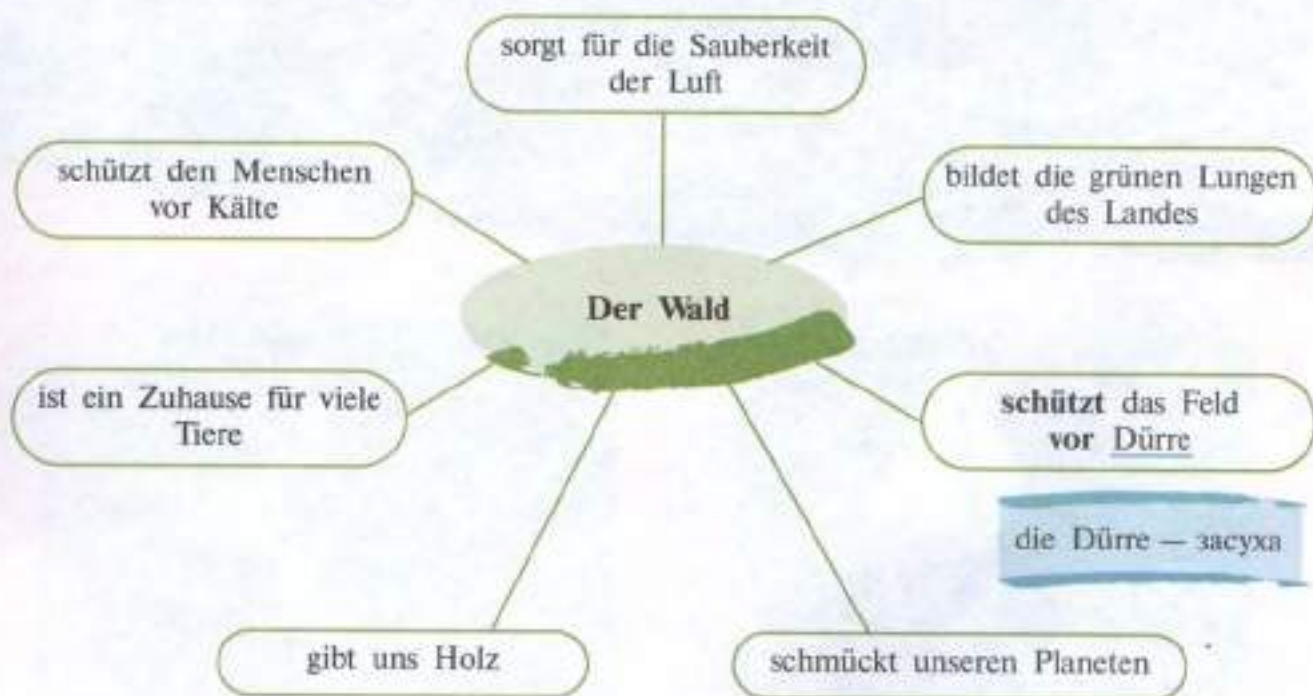 sorgt für die Sauberkeit
der Luft
schützt den Menschen
vor Kälte
bildet die grünen Lungen
des Landes
Der Wald
ist ein Zuhause für viele
Tiere
schützt das Feld
vor Dürre
die Dürre — засуха
gibt uns Holz
schmückt unseren Planeten